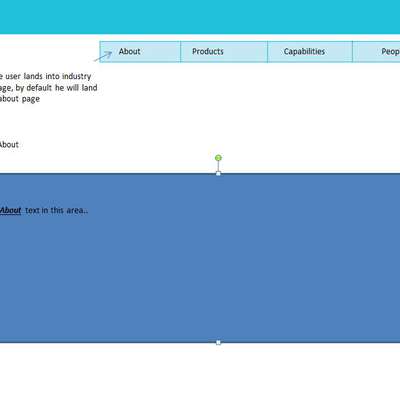 About Products Capabilities Peop
e user lands into industry
age, by default he will land
about page
About
About text in this area..